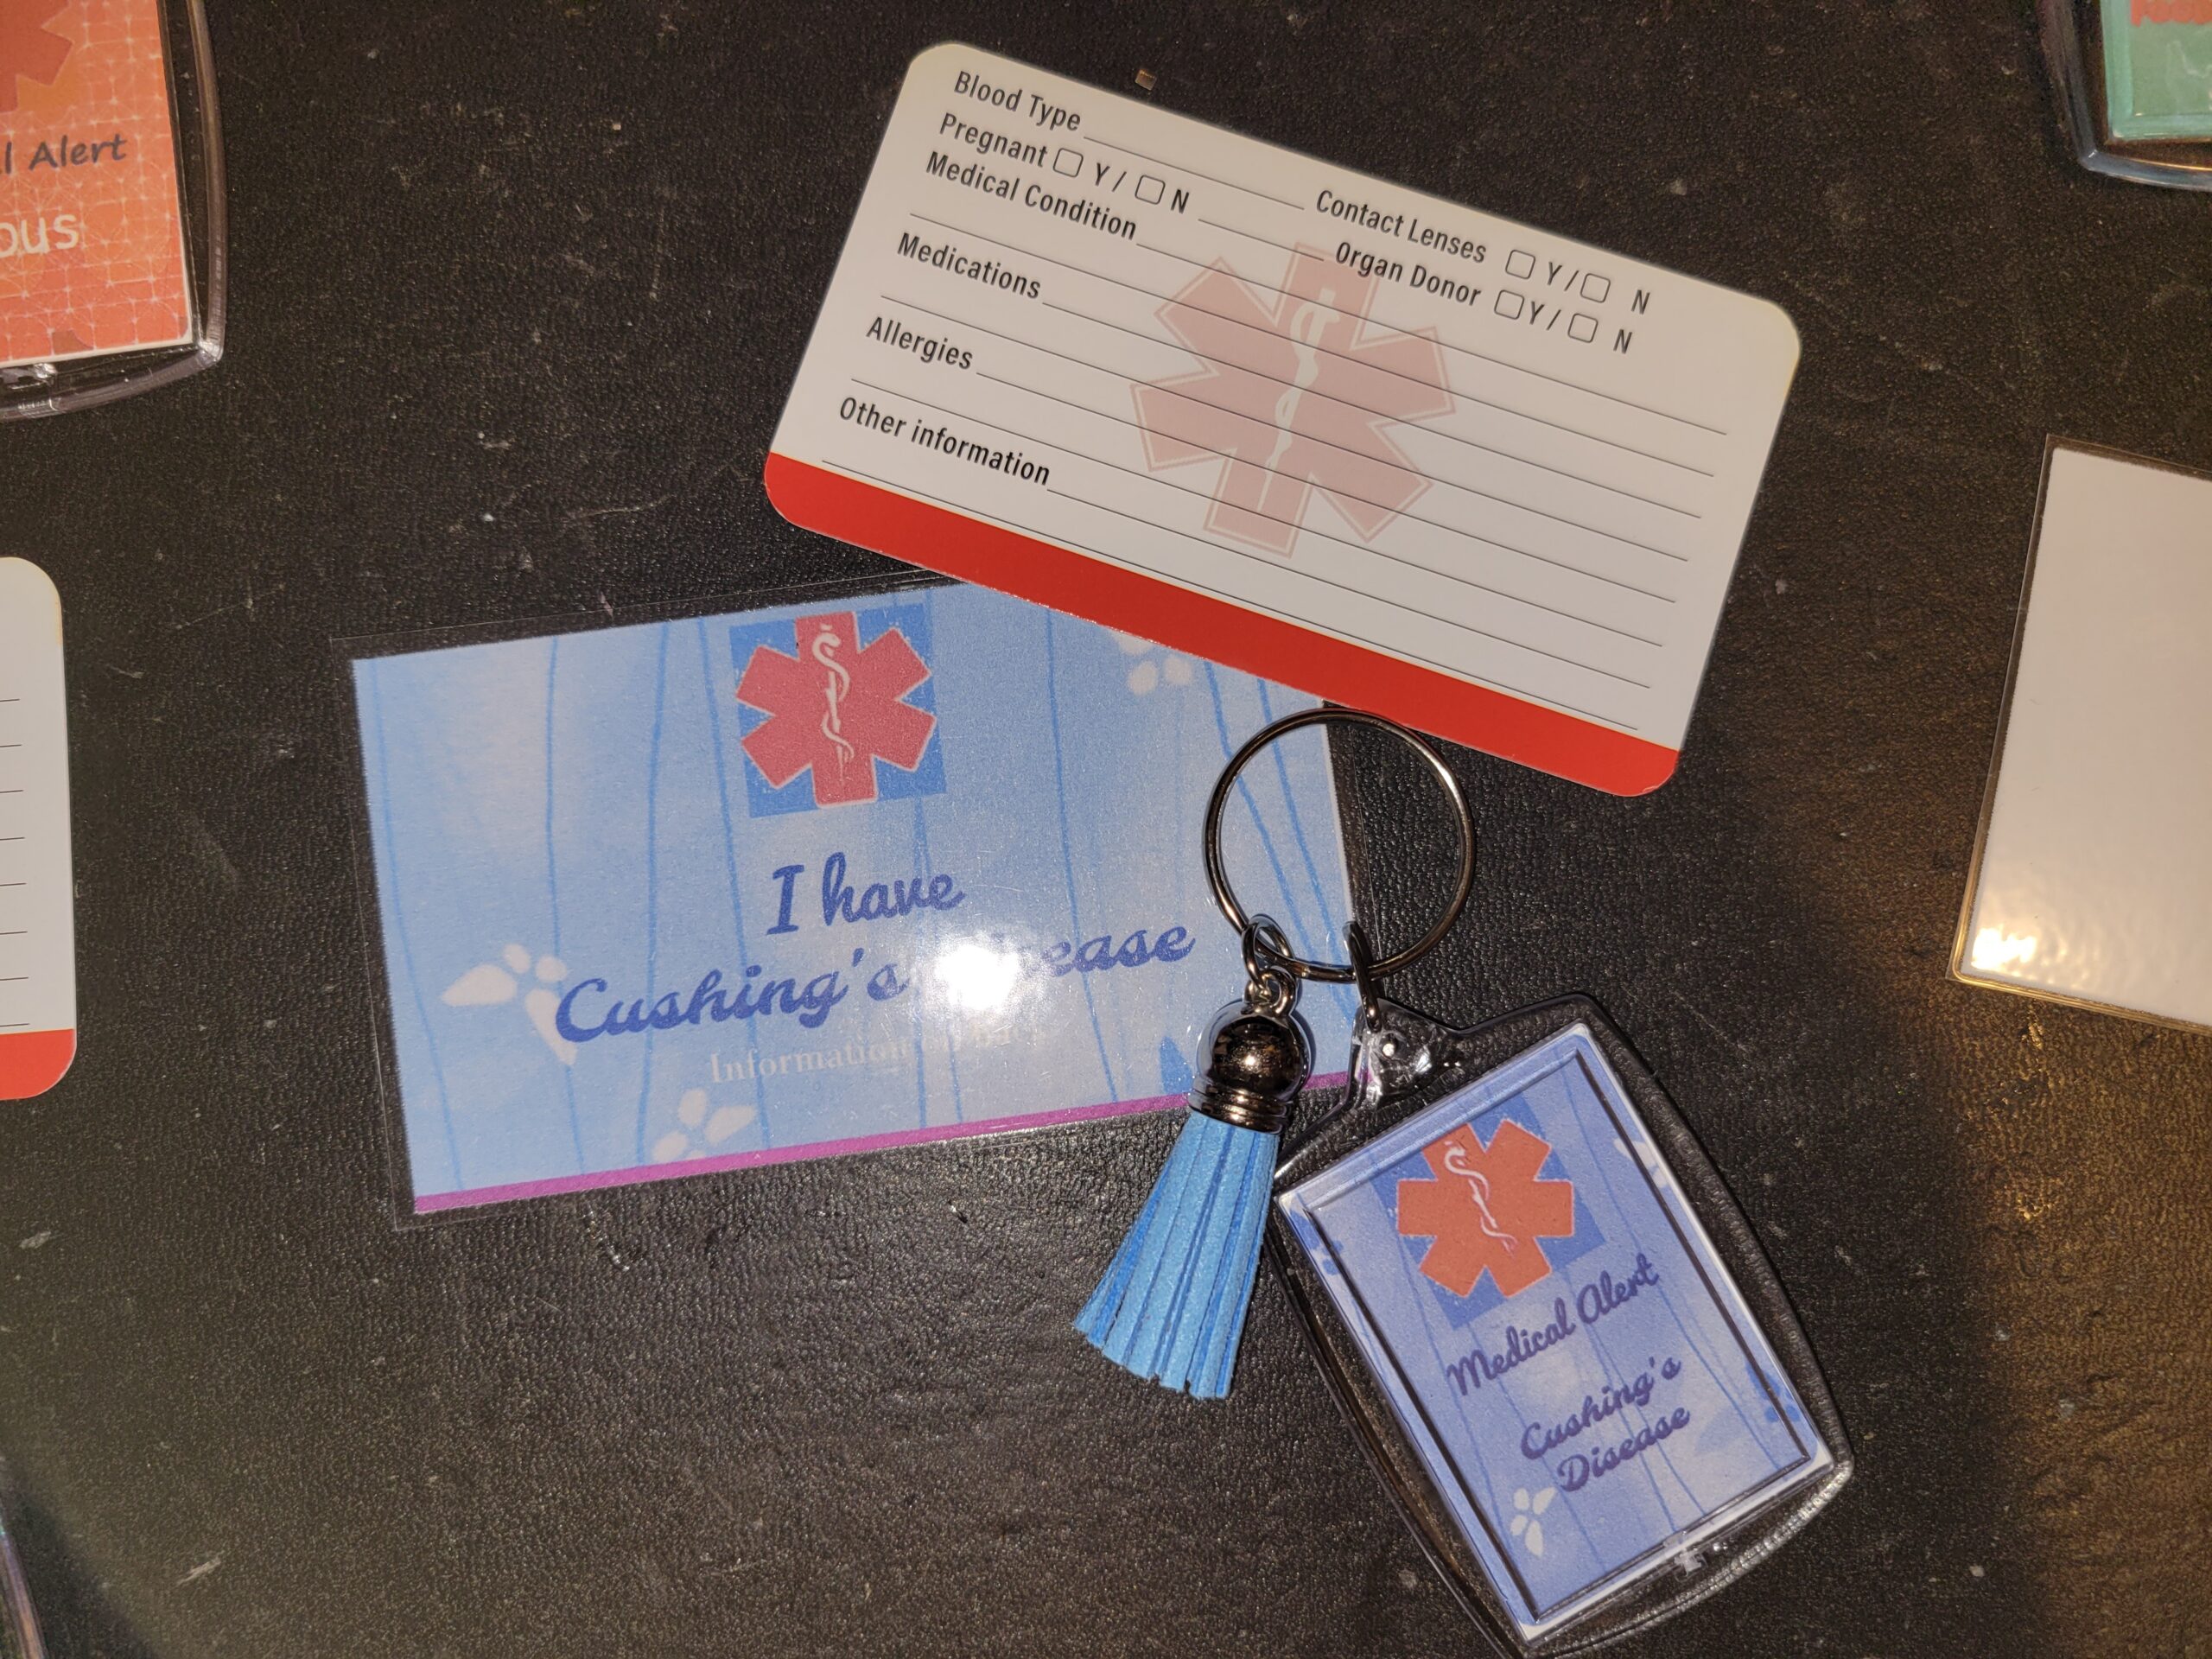 l Alert
ous
Blood Type
Contact Lenses Y / N
Pregnant Y / N
Organ Donor Y / N
Medical Condition
Medications
Allergies
Other information
I have
Cushing's
Information
Medical Alert
Cushing's
Disease